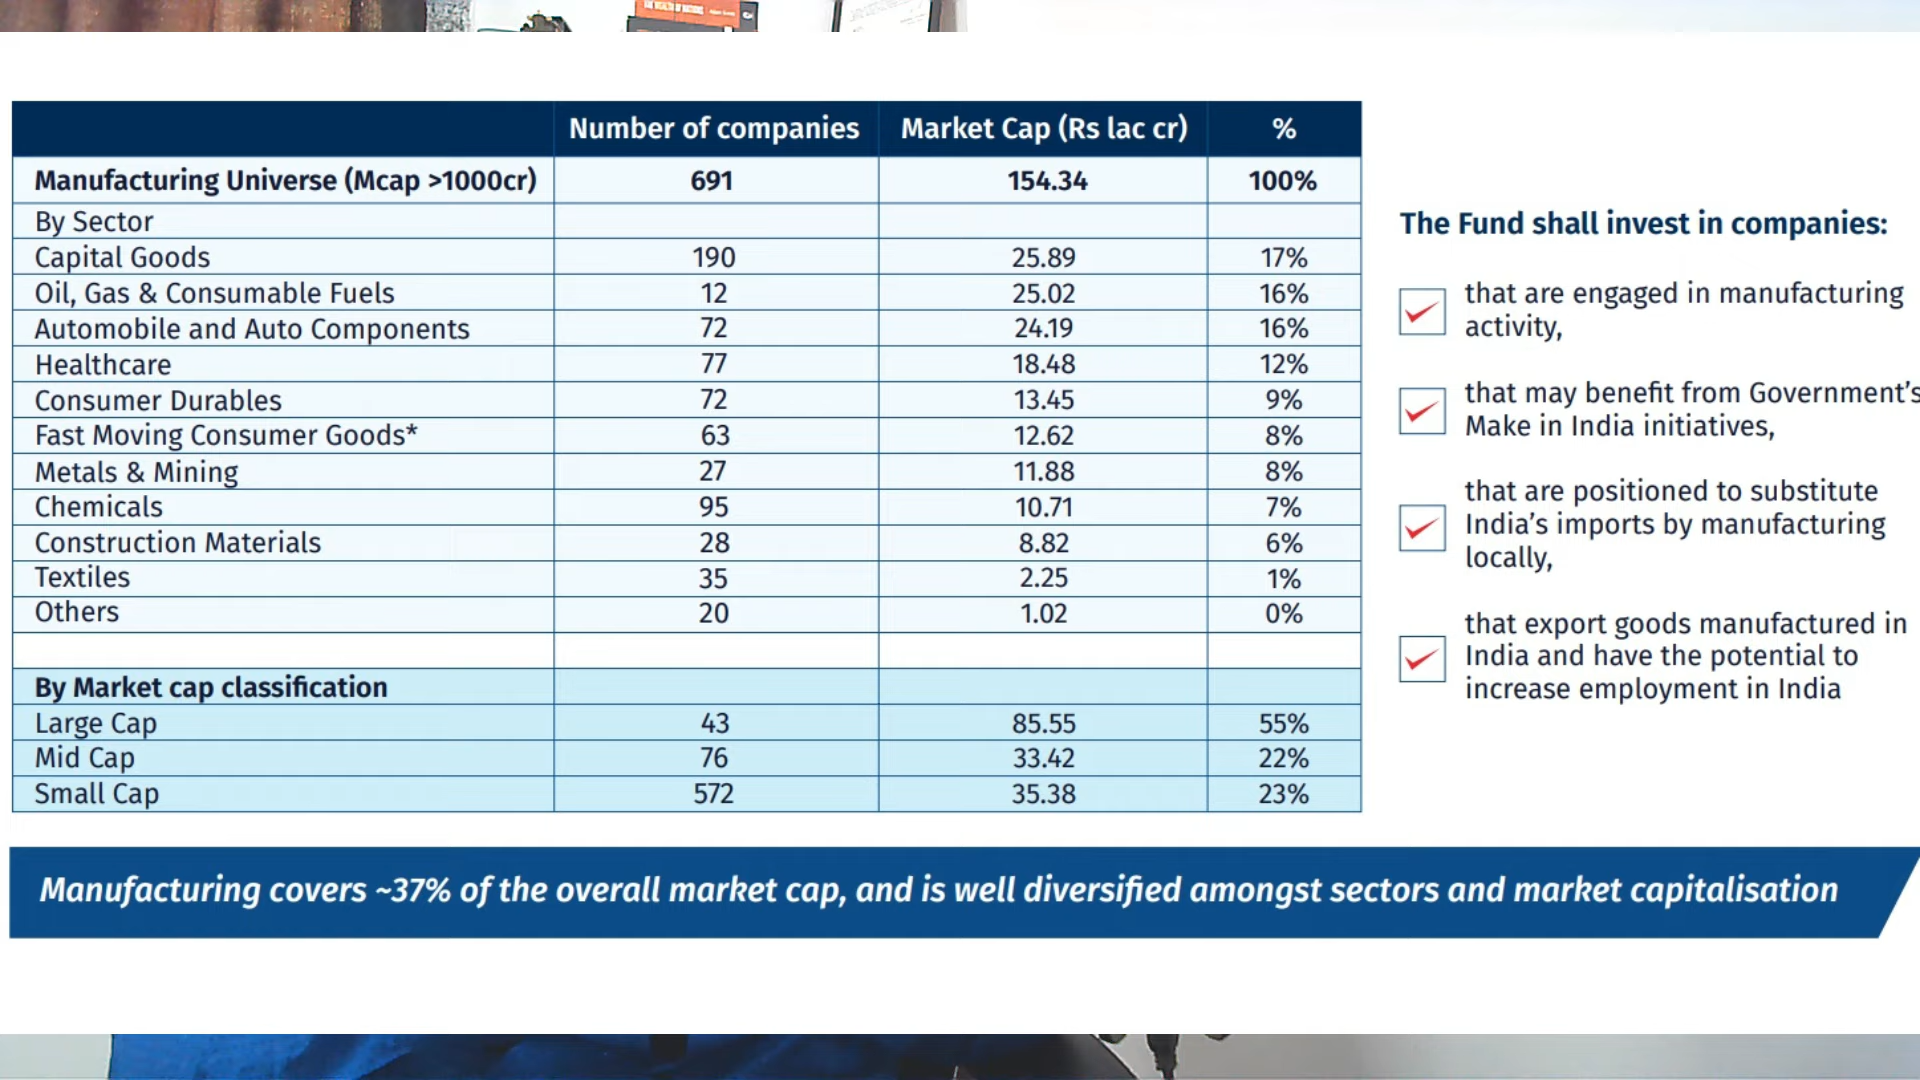 THE WEALTH OF NATIONS
Number of companies Market Cap (Rs lac cr) %
Manufacturing Universe (Mcap >1000cr) 691 154.34 100%
By Sector
Capital Goods 190 25.89 17%
Oil, Gas & Consumable Fuels 12 25.02 16%
Automobile and Auto Components 72 24.19 16%
Healthcare 77 18.48 12%
Consumer Durables 72 13.45 9%
Fast Moving Consumer Goods* 63 12.62 8%
Metals & Mining 27 11.88 8%
Chemicals 95 10.71 7%
Construction Materials 28 8.82 6%
Textiles 35 2.25 1%
Others 20 1.02 0%
By Market cap classification
Large Cap 43 85.55 55%
Mid Cap 76 33.42 22%
Small Cap 572 35.38 23%
The Fund shall invest in companies:
that are engaged in manufacturing
activity,
that may benefit from Government's
Make in India initiatives,
that are positioned to substitute
India's imports by manufacturing
locally,
that export goods manufactured in
India and have the potential to
increase employment in India
Manufacturing covers ~37% of the overall market cap, and is well diversified amongst sectors and market capitalisation